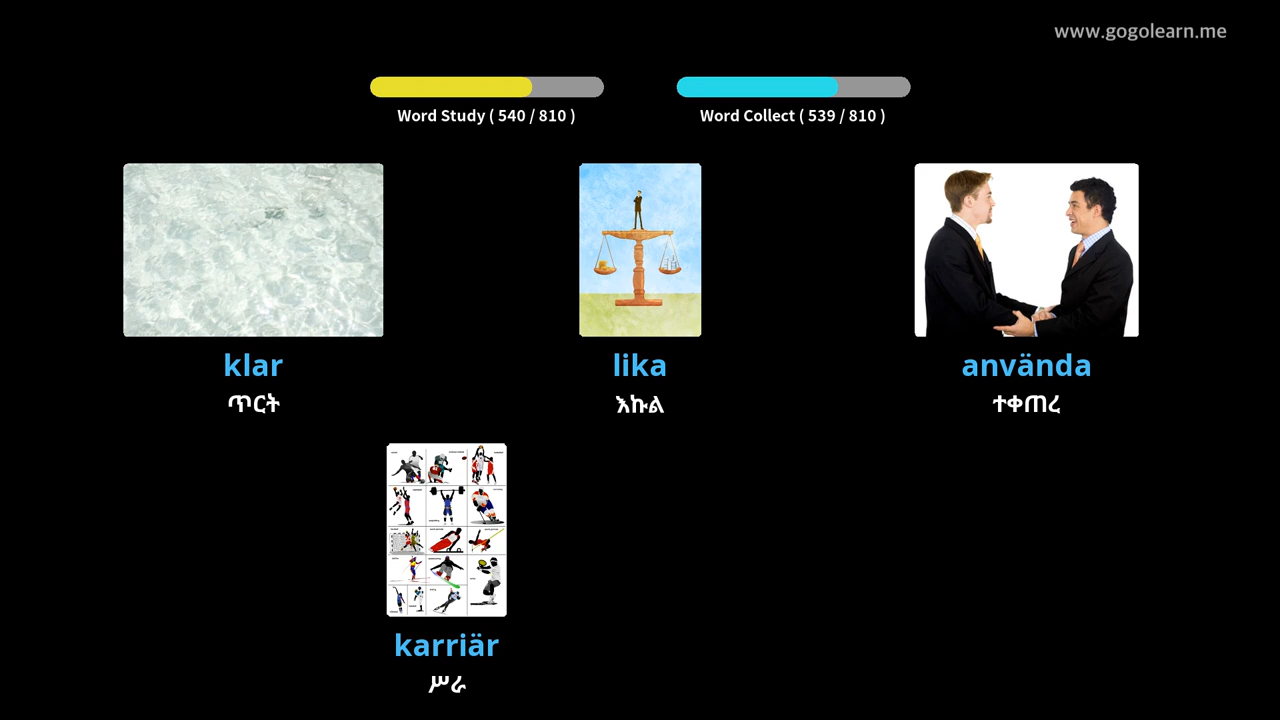 www.gogolearn.me
Word Study ( 540 / 810 )
Word Collect ( 539 / 810 )
klar
ጥርት
lika
እኩል
använda
ተቀጠረ
karriär
ሥራ